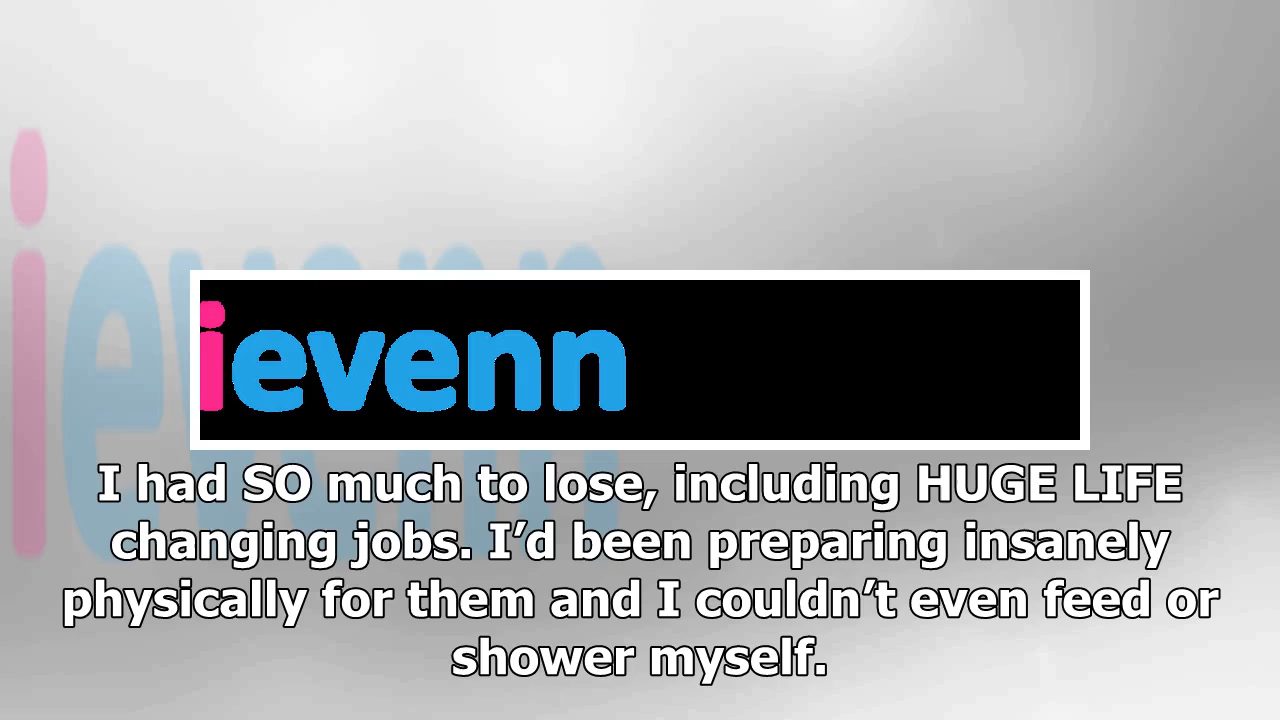 ievenn
ievenn
I had SO much to lose, including HUGE LIFE
changing jobs. I’d been preparing insanely
physically for them and I couldn’t even feed or
shower myself.